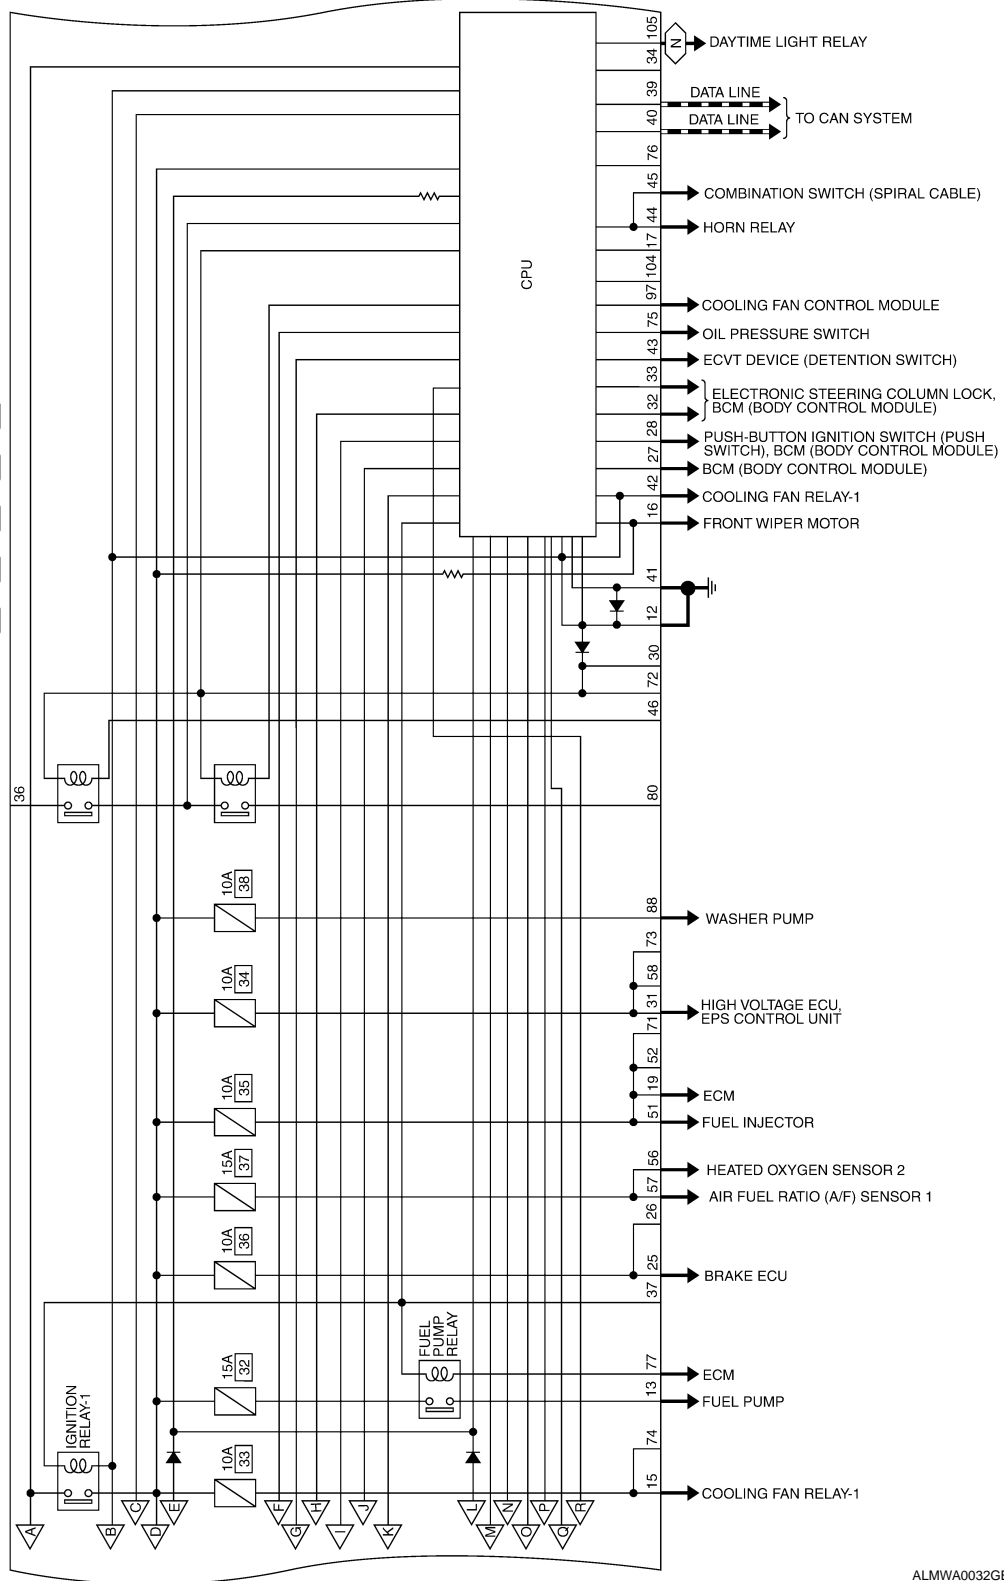 105
N
DAYTIME LIGHT RELAY
34
39
DATA LINE
40
DATA LINE
TO CAN SYSTEM
76
45
COMBINATION SWITCH (SPIRAL CABLE)
44
HORN RELAY
17
104
CPU
97
COOLING FAN CONTROL MODULE
75
OIL PRESSURE SWITCH
43
ECVT DEVICE (DETENTION SWITCH)
33
ELECTRONIC STEERING COLUMN LOCK,
32
BCM (BODY CONTROL MODULE)
28
PUSH-BUTTON IGNITION SWITCH (PUSH
SWITCH), BCM (BODY CONTROL MODULE)
27
BCM (BODY CONTROL MODULE)
42
COOLING FAN RELAY-1
16
FRONT WIPER MOTOR
41
12
30
72
46
36
80
10A
38
88
WASHER PUMP
73
10A
34
58
31
HIGH VOLTAGE ECU,
EPS CONTROL UNIT
71
52
10A
35
19
ECM
51
FUEL INJECTOR
15A
37
56
HEATED OXYGEN SENSOR 2
57
AIR FUEL RATIO (A/F) SENSOR 1
26
10A
36
25
BRAKE ECU
37
FUEL
PUMP
RELAY
15A
32
77
ECM
13
FUEL PUMP
IGNITION
RELAY-1
10A
33
74
15
COOLING FAN RELAY-1
A
B
C
D
E
F
G
H
I
J
K
L
M
N
O
P
Q
R